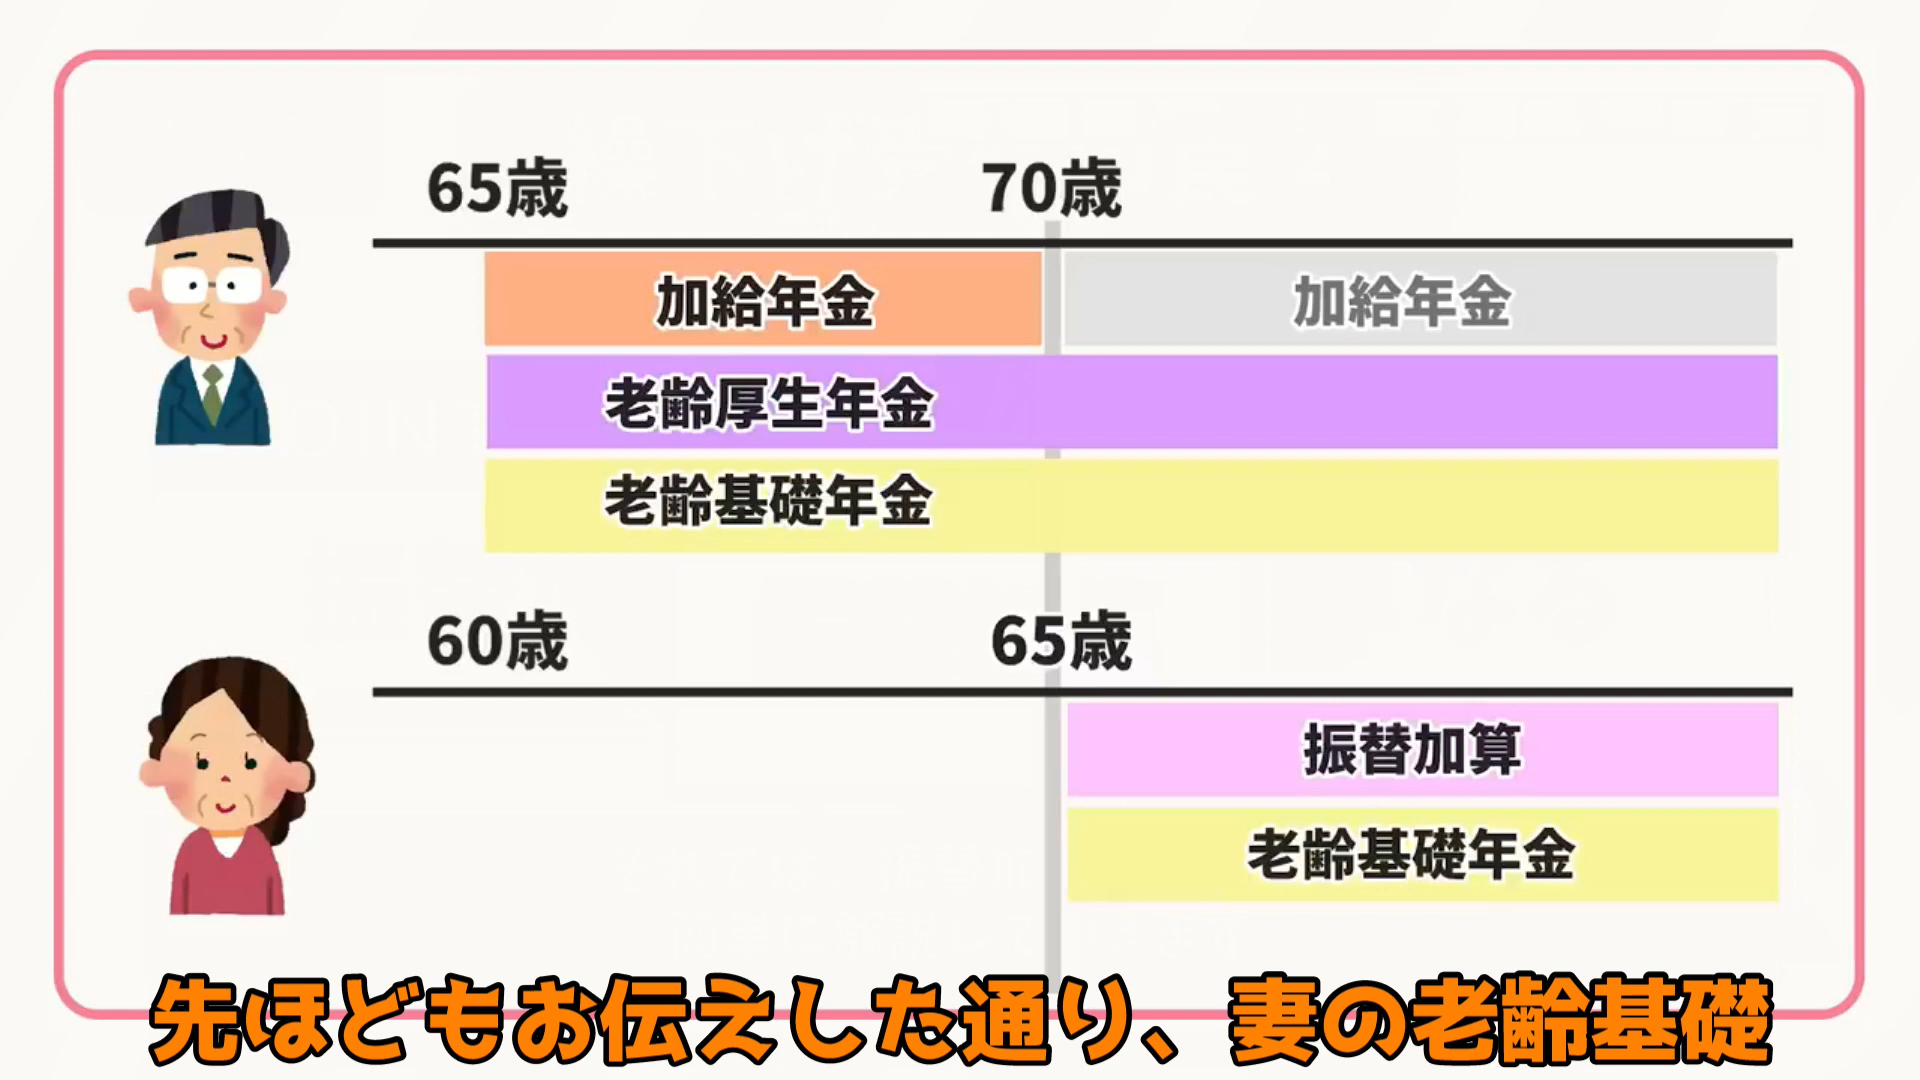 65歳 70歳
加給年金 加給年金
老齢厚生年金
老齢基礎年金
60歳 65歳
振替加算
老齢基礎年金
先ほどもお伝えした通り、妻の老齢基礎